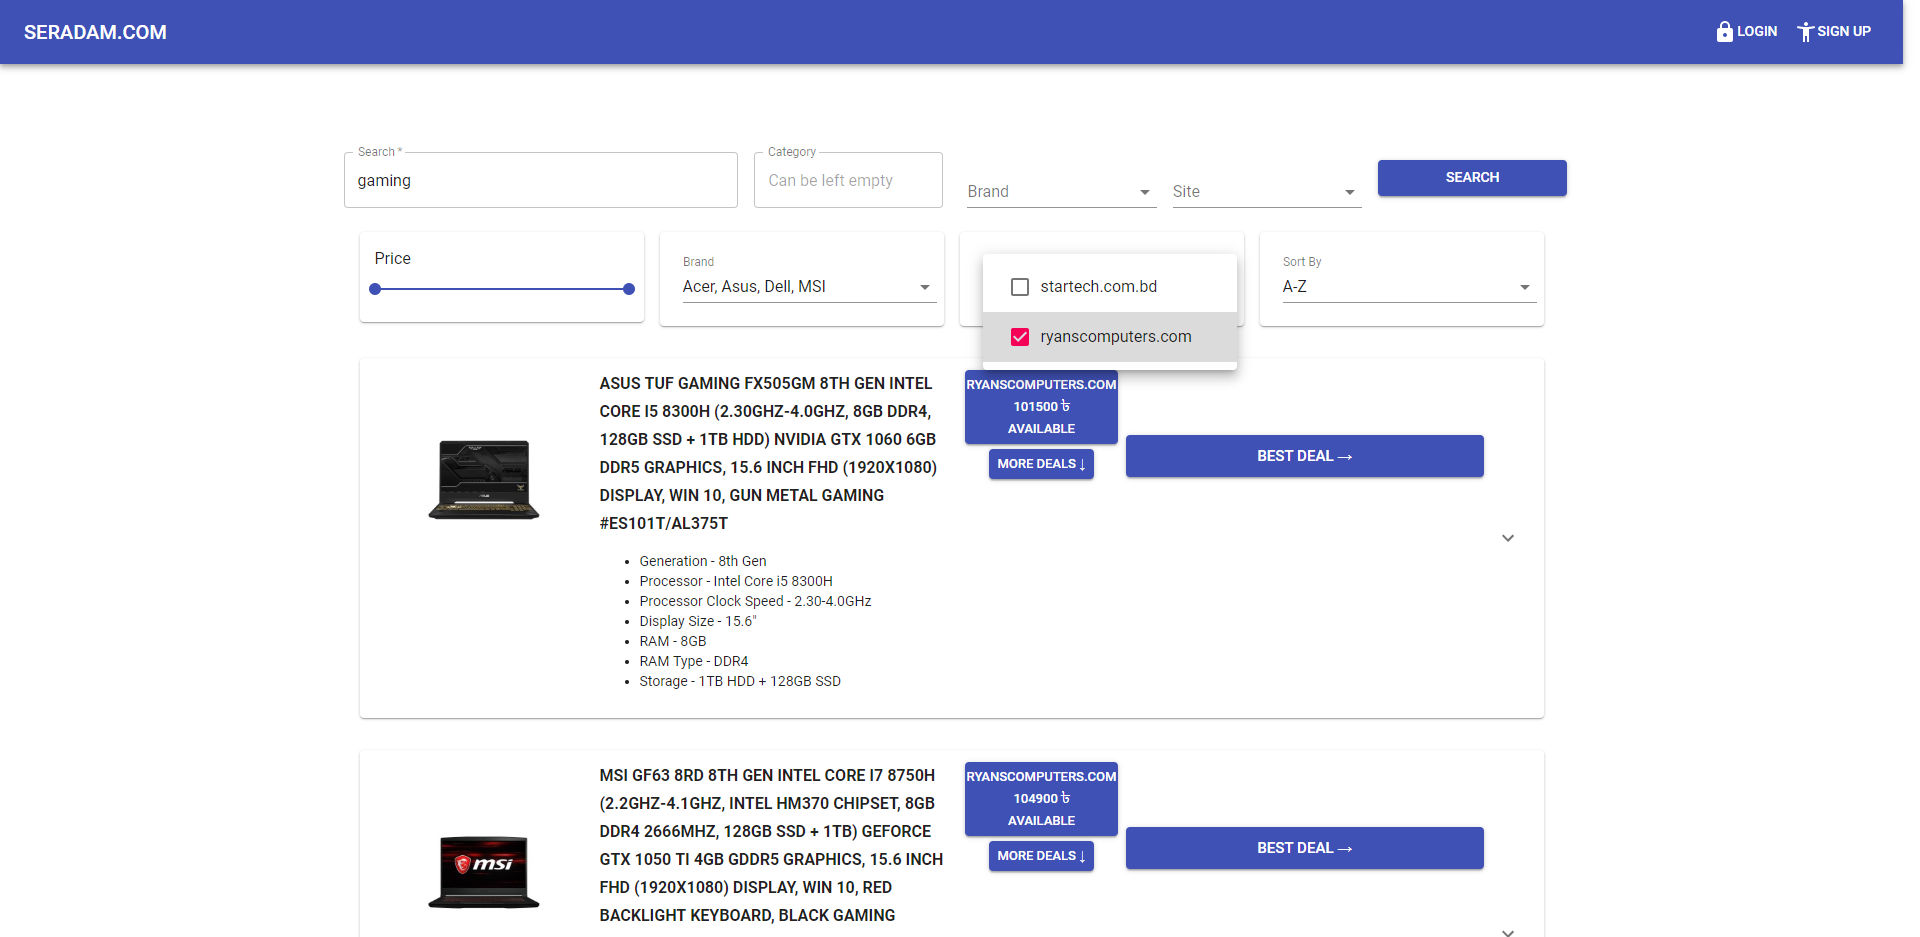 SERADAM.COM
LOGIN
SIGN UP
Search *
gaming
Category
Can be left empty
Brand
Site
SEARCH
Price
Brand
Acer, Asus, Dell, MSI
startech.com.bd
ryanscomputers.com
Sort By
A-Z
ASUS TUF GAMING FX505GM 8TH GEN INTEL
CORE I5 8300H (2.30GHZ-4.0GHZ, 8GB DDR4,
128GB SSD + 1TB HDD) NVIDIA GTX 1060 6GB
DDR5 GRAPHICS, 15.6 INCH FHD (1920X1080)
DISPLAY, WIN 10, GUN METAL GAMING
#ES101T/AL375T
• Generation - 8th Gen
• Processor - Intel Core i5 8300H
• Processor Clock Speed - 2.30-4.0GHz
• Display Size - 15.6"
• RAM - 8GB
• RAM Type - DDR4
• Storage - 1TB HDD + 128GB SSD
RYANSCOMPUTERS.COM
101500 ৳
AVAILABLE
MORE DEALS ↓
BEST DEAL →
MSI GF63 8RD 8TH GEN INTEL CORE I7 8750H
(2.2GHZ-4.1GHZ, INTEL HM370 CHIPSET, 8GB
DDR4 2666MHZ, 128GB SSD + 1TB) GEFORCE
GTX 1050 TI 4GB GDDR5 GRAPHICS, 15.6 INCH
FHD (1920X1080) DISPLAY, WIN 10, RED
BACKLIGHT KEYBOARD, BLACK GAMING
msi
RYANSCOMPUTERS.COM
104900 ৳
AVAILABLE
MORE DEALS ↓
BEST DEAL →